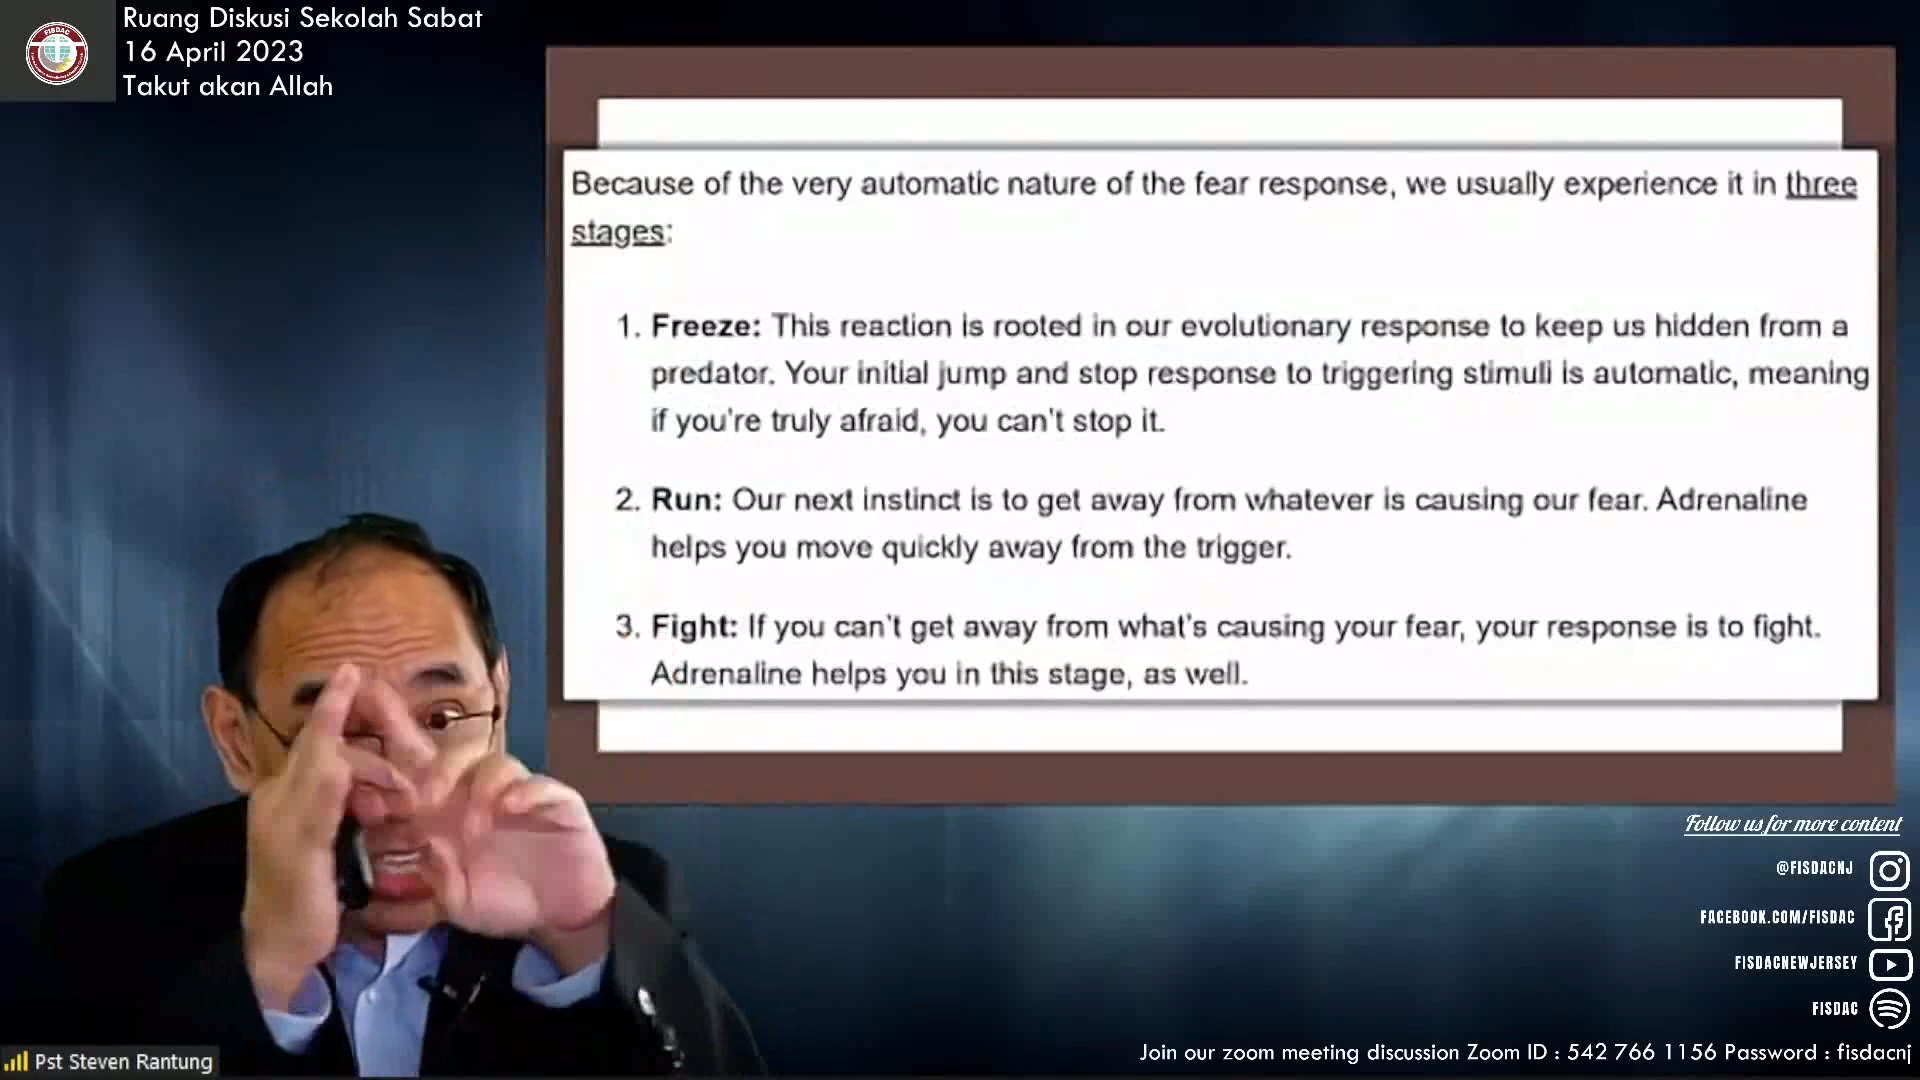 Ruang Diskusi Sekolah Sabat
16 April 2023
Takut akan Allah
FISDAC
Because of the very automatic nature of the fear response, we usually experience it in three
stages:
1. Freeze: This reaction is rooted in our evolutionary response to keep us hidden from a
predator. Your initial jump and stop response to triggering stimuli is automatic, meaning
if you're truly afraid, you can't stop it.
2. Run: Our next instinct is to get away from whatever is causing our fear. Adrenaline
helps you move quickly away from the trigger.
3. Fight: If you can't get away from what's causing your fear, your response is to fight.
Adrenaline helps you in this stage, as well.
Follow us for more content
@FISDACNJ
FACEBOOK.COM/FISDAC
FISDACNEWJERSEY
FISDAC
Join our zoom meeting discussion Zoom ID : 542 766 1156 Password : fisdacnj
Pst Steven Rantung